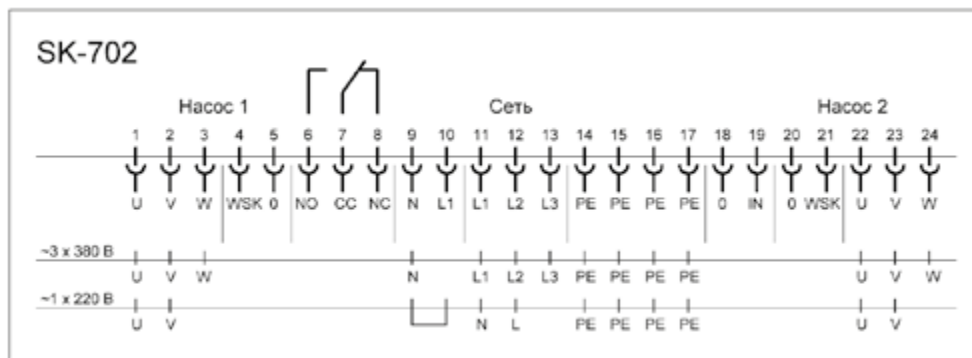 SK-702
Насос 1 Сеть Насос 2
1 2 3 4 5 6 7 8 9 10 11 12 13 14 15 16 17 18 19 20 21 22 23 24
U V W WSK 0 NO CC NC N L1 L1 L2 L3 PE PE PE PE 0 IN 0 WSK U V W
~3 x 380 В
U V W N L1 L2 L3 PE PE PE PE U V W
~1 x 220 В
U V N L PE PE PE PE U V